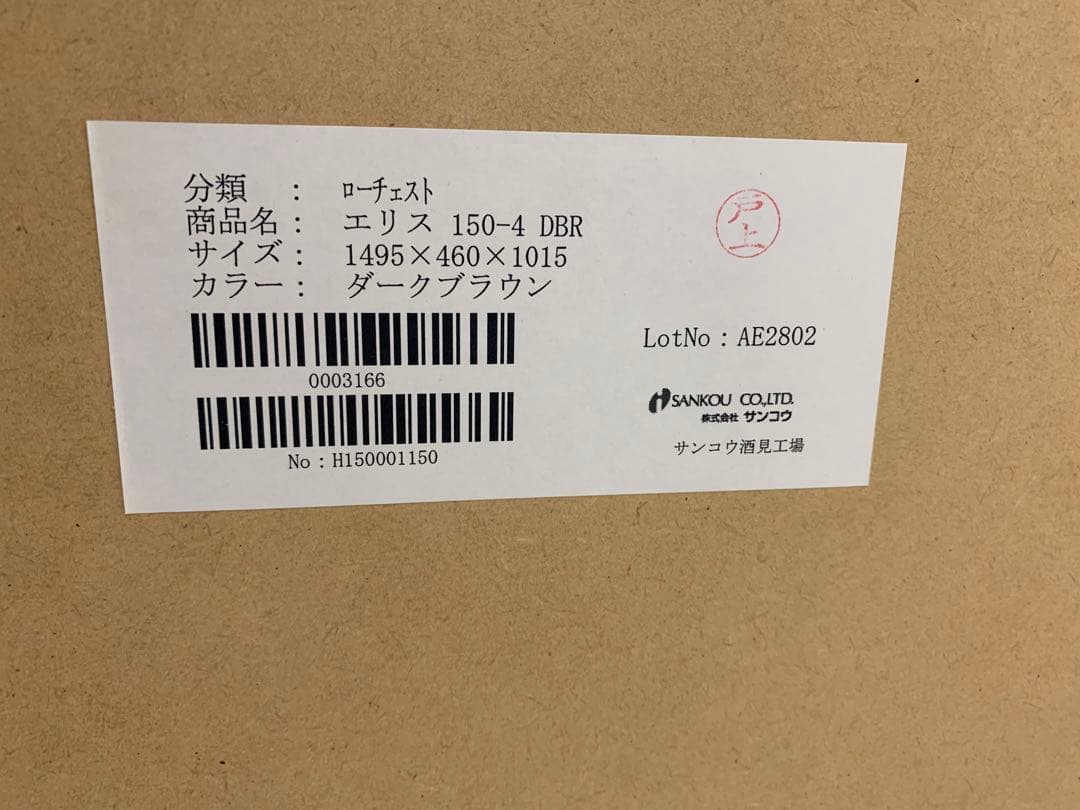 分類　：　ﾛｰﾁｪｽﾄ
商品名：　エリス 150-4 DBR
サイズ：　1495×460×1015
カラー：　ダークブラウン
0003166
No：H150001150
戸上
LotNo：AE2802
SANKOU CO.,LTD.
株式会社 サンコウ
サンコウ酒見工場